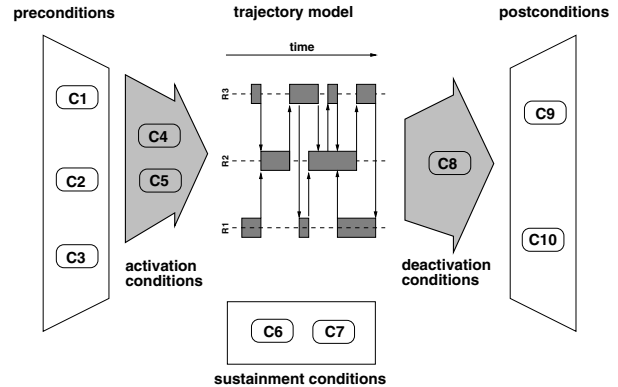 preconditions
trajectory model
postconditions
time
C1
C2
C3
C4
C5
R3
R2
R1
C8
C9
C10
activation
conditions
deactivation
conditions
C6 C7
sustainment conditions